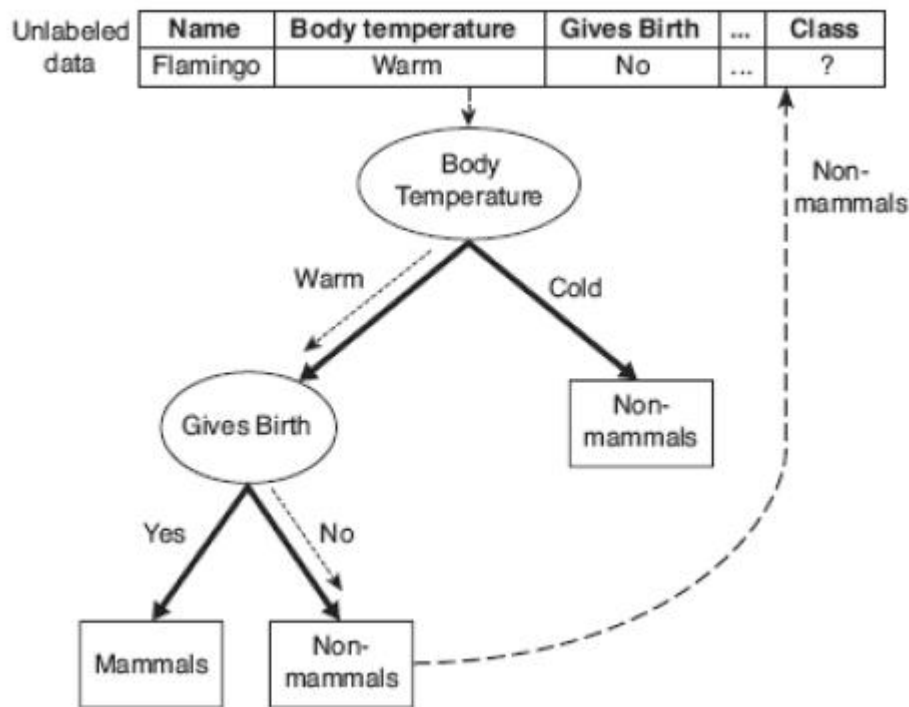 Unlabeled
data
Name Body temperature Gives Birth ... Class
Flamingo Warm No ... ?
Body
Temperature
Non-
mammals
Warm
Cold
Gives Birth
Non-
mammals
Yes
No
Mammals
Non-
mammals